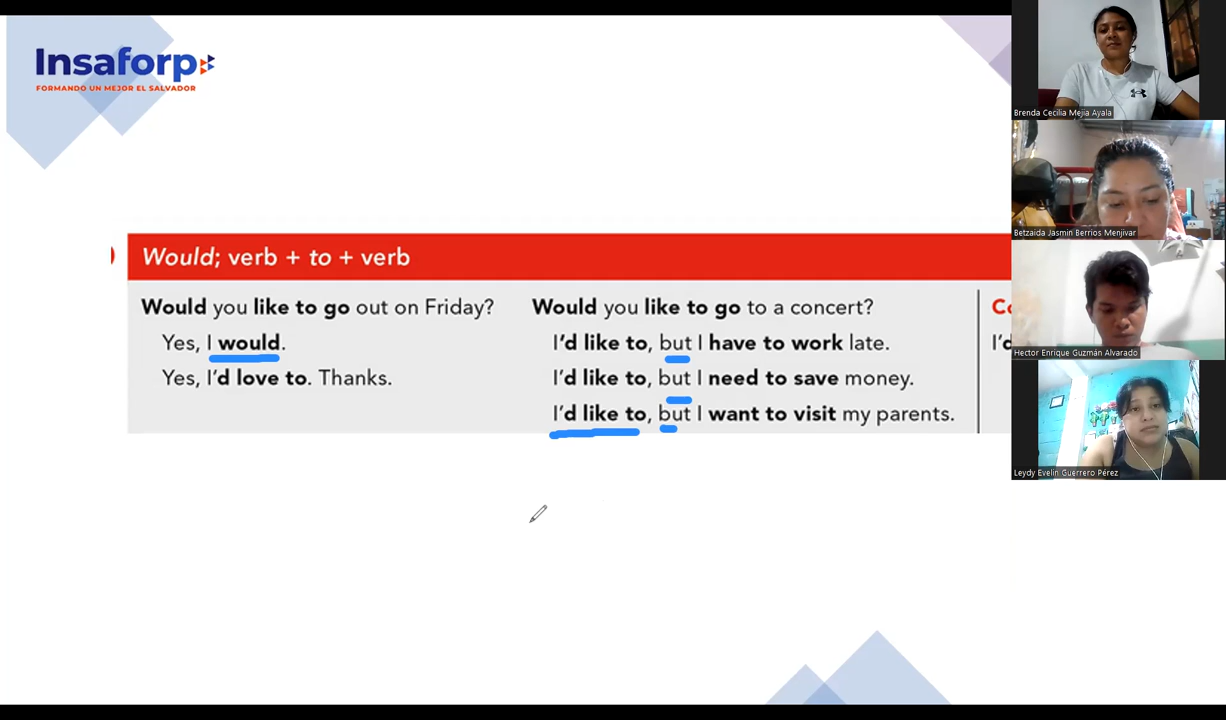 Insaforp
FORMANDO UN MEJOR EL SALVADOR
Would; verb + to + verb
Would you like to go out on Friday?
Yes, I would.
Yes, I'd love to. Thanks.
Would you like to go to a concert?
I'd like to, but I have to work late.
I'd like to, but I need to save money.
I'd like to, but I want to visit my parents.
I'd
Brenda Cecilia Mejia Ayala
Betzaida Jasmin Berrios Menjivar
Hector Enrique Guzmán Alvarado
Leydy Evelin Guerrero Pérez